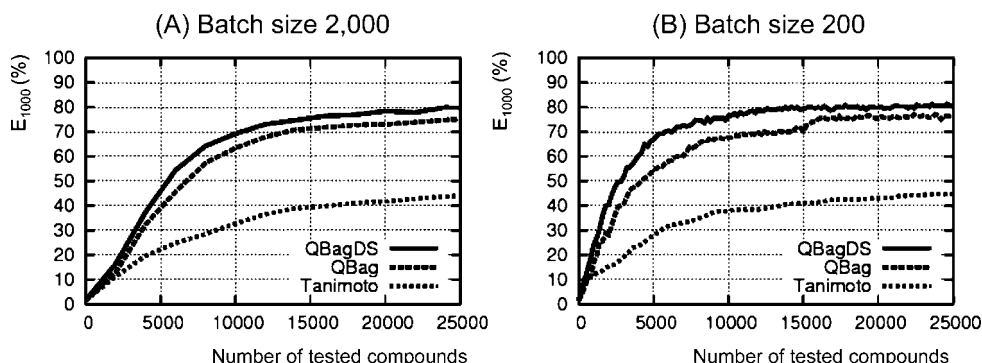 (A) Batch size 2,000
E1000 (%)
100
90
80
70
60
50
40
30
20
10
0
QBagDS
QBag
Tanimoto
0 5000 10000 15000 20000 25000
Number of tested compounds
(B) Batch size 200
E1000 (%)
100
90
80
70
60
50
40
30
20
10
0
QBagDS
QBag
Tanimoto
0 5000 10000 15000 20000 25000
Number of tested compounds